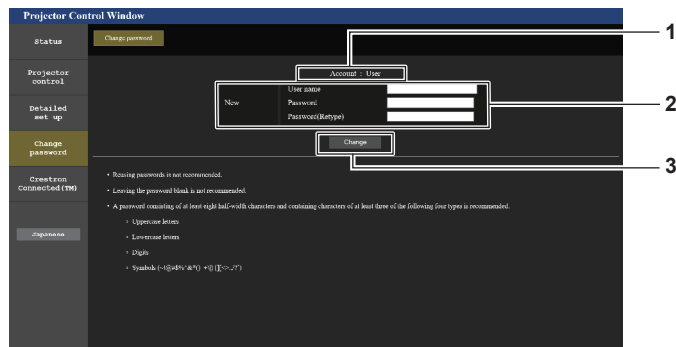 Projector Control Window
Status
Change password
1
Projector
control
Account : User
User name
New
Password
2
Password(Retype)
Detailed
set up
Change
password
Change
3
Crestron
Connected(TM)
• Reusing passwords is not recommended.
• Leaving the password blank is not recommended.
• A password consisting of at least eight half-width characters and containing characters of at least three of the following four types is recommended.
◦ Uppercase letters
◦ Lowercase letters
◦ Digits
◦ Symbols
Japanese